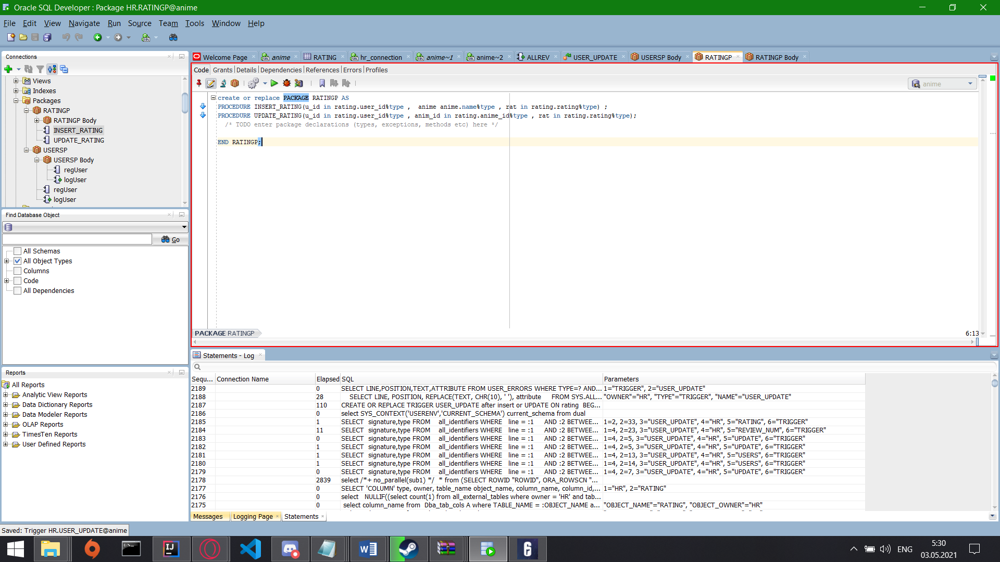 Oracle SQL Developer : Package HR.RATINGP@anime
File Edit View Navigate Run Source Team Tools Window Help
Connections
Views
Indexes
Packages
RATINGP
RATINGP Body
INSERT_RATING
UPDATE_RATING
USERSP
USERSP Body
regUser
logUser
regUser
logUser
Find Database Object
Go
All Schemas
All Object Types
Columns
Code
All Dependencies
Reports
All Reports
Analytic View Reports
Data Dictionary Reports
Data Modeler Reports
OLAP Reports
TimesTen Reports
User Defined Reports
Welcome Page anime RATING hr_connection anime~1 anime~2 ALLREV USER_UPDATE USERSP Body RATINGP RATINGP Body
Code Grants Details Dependencies References Errors Profiles
anime
create or replace PACKAGE RATINGP AS
PROCEDURE INSERT_RATING(u_id in rating.user_id%type , anime anime.name%type , rat in rating.rating%type) ;
PROCEDURE UPDATE_RATING(u_id in rating.user_id%type , anim_id in rating.anime_id%type , rat in rating.rating%type);
/* TODO enter package declarations (types, exceptions, methods etc) here */
END RATINGP;
PACKAGE RATINGP
6:13
Statements - Log
Sequ... Connection Name Elapsed SQL Parameters
2189 0 SELECT LINE,POSITION,TEXT,ATTRIBUTE FROM USER_ERRORS WHERE TYPE=? AND... 1="TRIGGER", 2="USER_UPDATE"
2188 28 SELECT LINE, POSITION, REPLACE(TEXT, CHR(10), ' '), attribute FROM SYS.ALL... "OWNER"=HR", "TYPE"="TRIGGER", "NAME"="USER_UPDATE"
2187 110 CREATE OR REPLACE TRIGGER USER_UPDATE after insert or UPDATE ON rating BEG...
2186 0 select SYS_CONTEXT('USERENV','CURRENT_SCHEMA') current_schema from dual
2185 1 SELECT signature,type FROM all_identifiers WHERE line = :1 AND :2 BETWEE... 1=2, 2=33, 3="USER_UPDATE", 4="HR", 5="RATING", 6="TRIGGER"
2184 11 SELECT signature,type FROM all_identifiers WHERE line = :1 AND :2 BETWEE... 1=4, 2=23, 3="USER_UPDATE", 4="HR", 5="REVIEW_NUM", 6="TRIGGER"
2183 0 SELECT signature,type FROM all_identifiers WHERE line = :1 AND :2 BETWEE... 1=4, 2=5, 3="USER_UPDATE", 4="HR", 5="UPDATE", 6="TRIGGER"
2182 1 SELECT signature,type FROM all_identifiers WHERE line = :1 AND :2 BETWEE... 1=4, 2=5, 3="USER_UPDATE", 4="HR", 5="UPDATE", 6="TRIGGER"
2181 1 SELECT signature,type FROM all_identifiers WHERE line = :1 AND :2 BETWEE... 1=4, 2=13, 3="USER_UPDATE", 4="HR", 5="USERS", 6="TRIGGER"
2180 1 SELECT signature,type FROM all_identifiers WHERE line = :1 AND :2 BETWEE... 1=4, 2=14, 3="USER_UPDATE", 4="HR", 5="USERS", 6="TRIGGER"
2179 0 SELECT signature,type FROM all_identifiers WHERE line = :1 AND :2 BETWEE... 1=4, 2=7, 3="USER_UPDATE", 4="HR", 5="UPDATE", 6="TRIGGER"
2178 2839 select /*+ no_parallel(sub1) */ * from (SELECT ROWID "ROWID", ORA_ROWSCN "...
2177 0 SELECT 'COLUMN' type, owner, table_name object_name, column_name, column_id,... 1="HR", 2="RATING"
2176 0 select NULLIF((select count(1) from all_external_tables where owner = 'HR' and tab...
2175 0 select column_name from Dba_tab_cols A where TABLE_NAME = :OBJECT_NAME a... "OBJECT_NAME"="RATING", "OBJECT_OWNER"="HR"
Messages Logging Page Statements
Saved: Trigger HR.USER_UPDATE@anime
ENG
5:30
03.05.2021